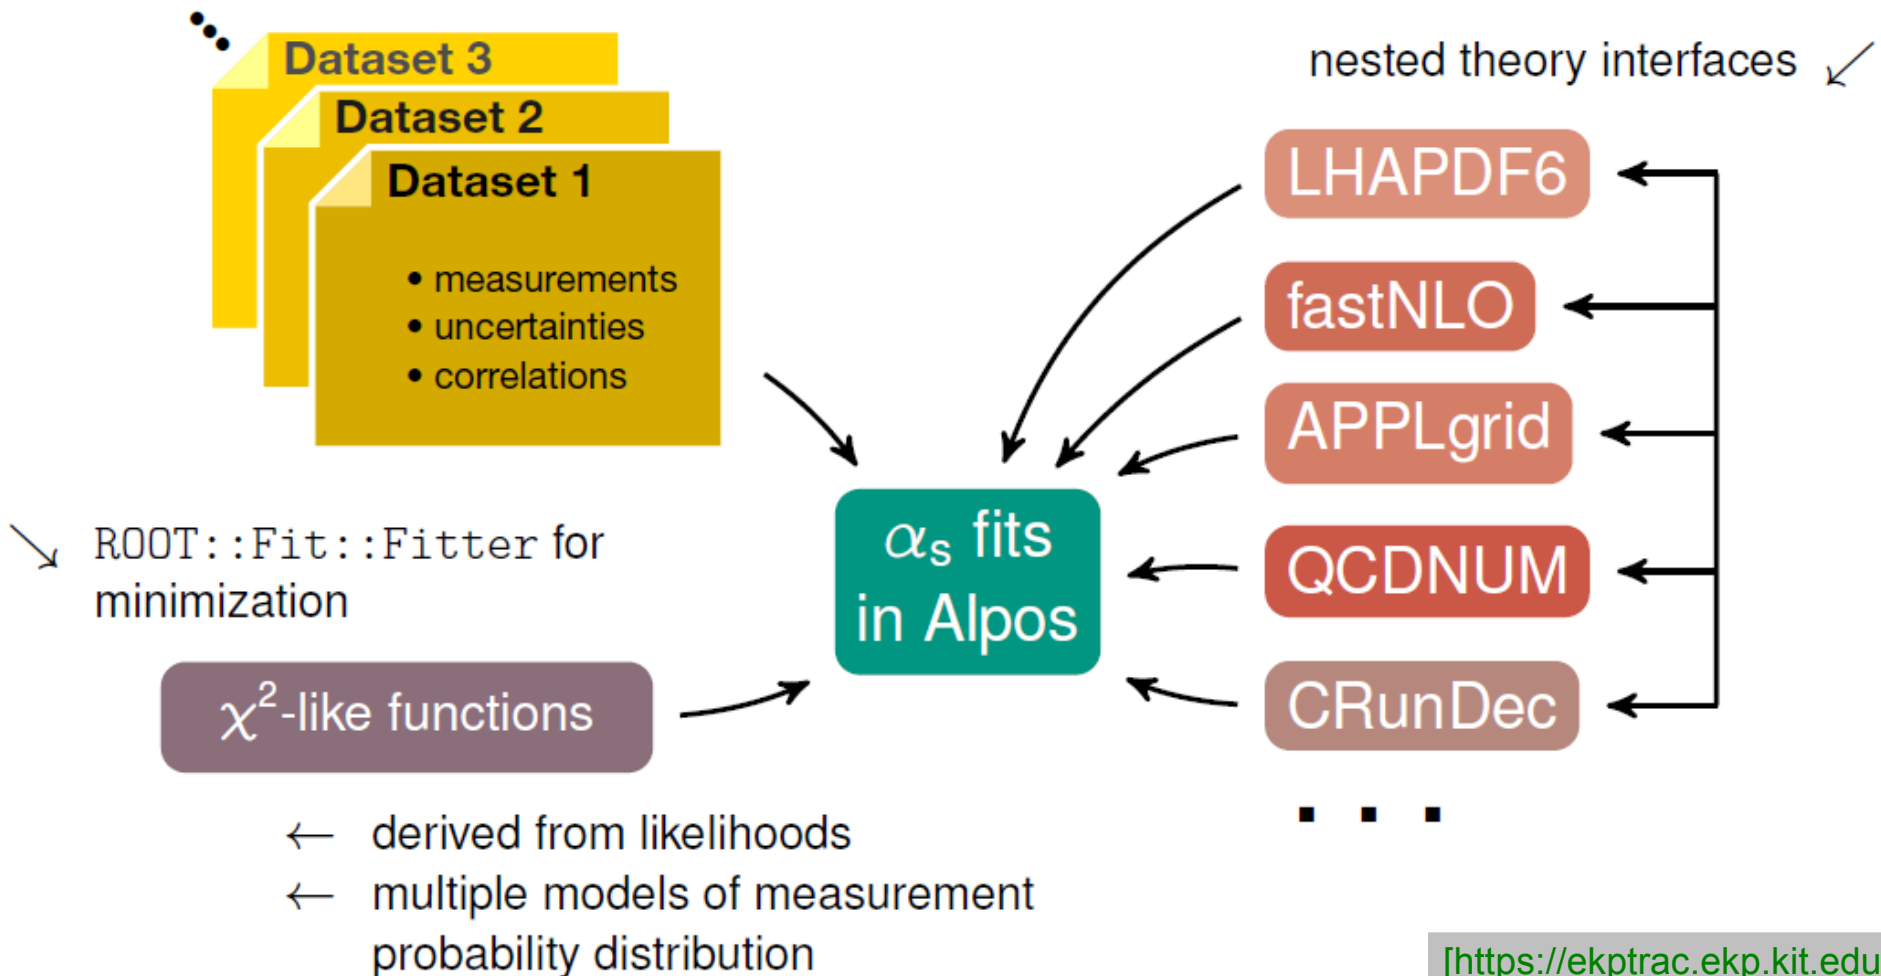 Dataset 3
Dataset 2
Dataset 1
• measurements
• uncertainties
• correlations
nested theory interfaces ↙
LHAPDF6
fastNLO
APPLgrid
QCDNUM
CRunDec
. . .
αs fits
in Alpos
↘ ROOT::Fit::Fitter for
minimization
χ²-like functions
← derived from likelihoods
← multiple models of measurement
probability distribution
[https://ekptrac.ekp.kit.edu